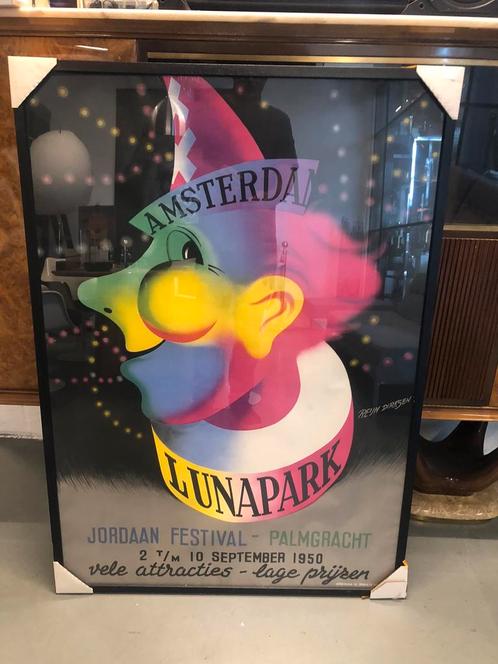 AMSTERDAM
REIJN DIRKSEN.
LUNAPARK
JORDAAN FESTIVAL - PALMGRACHT
2 T/M 10 SEPTEMBER 1950
vele attracties - lage prijzen